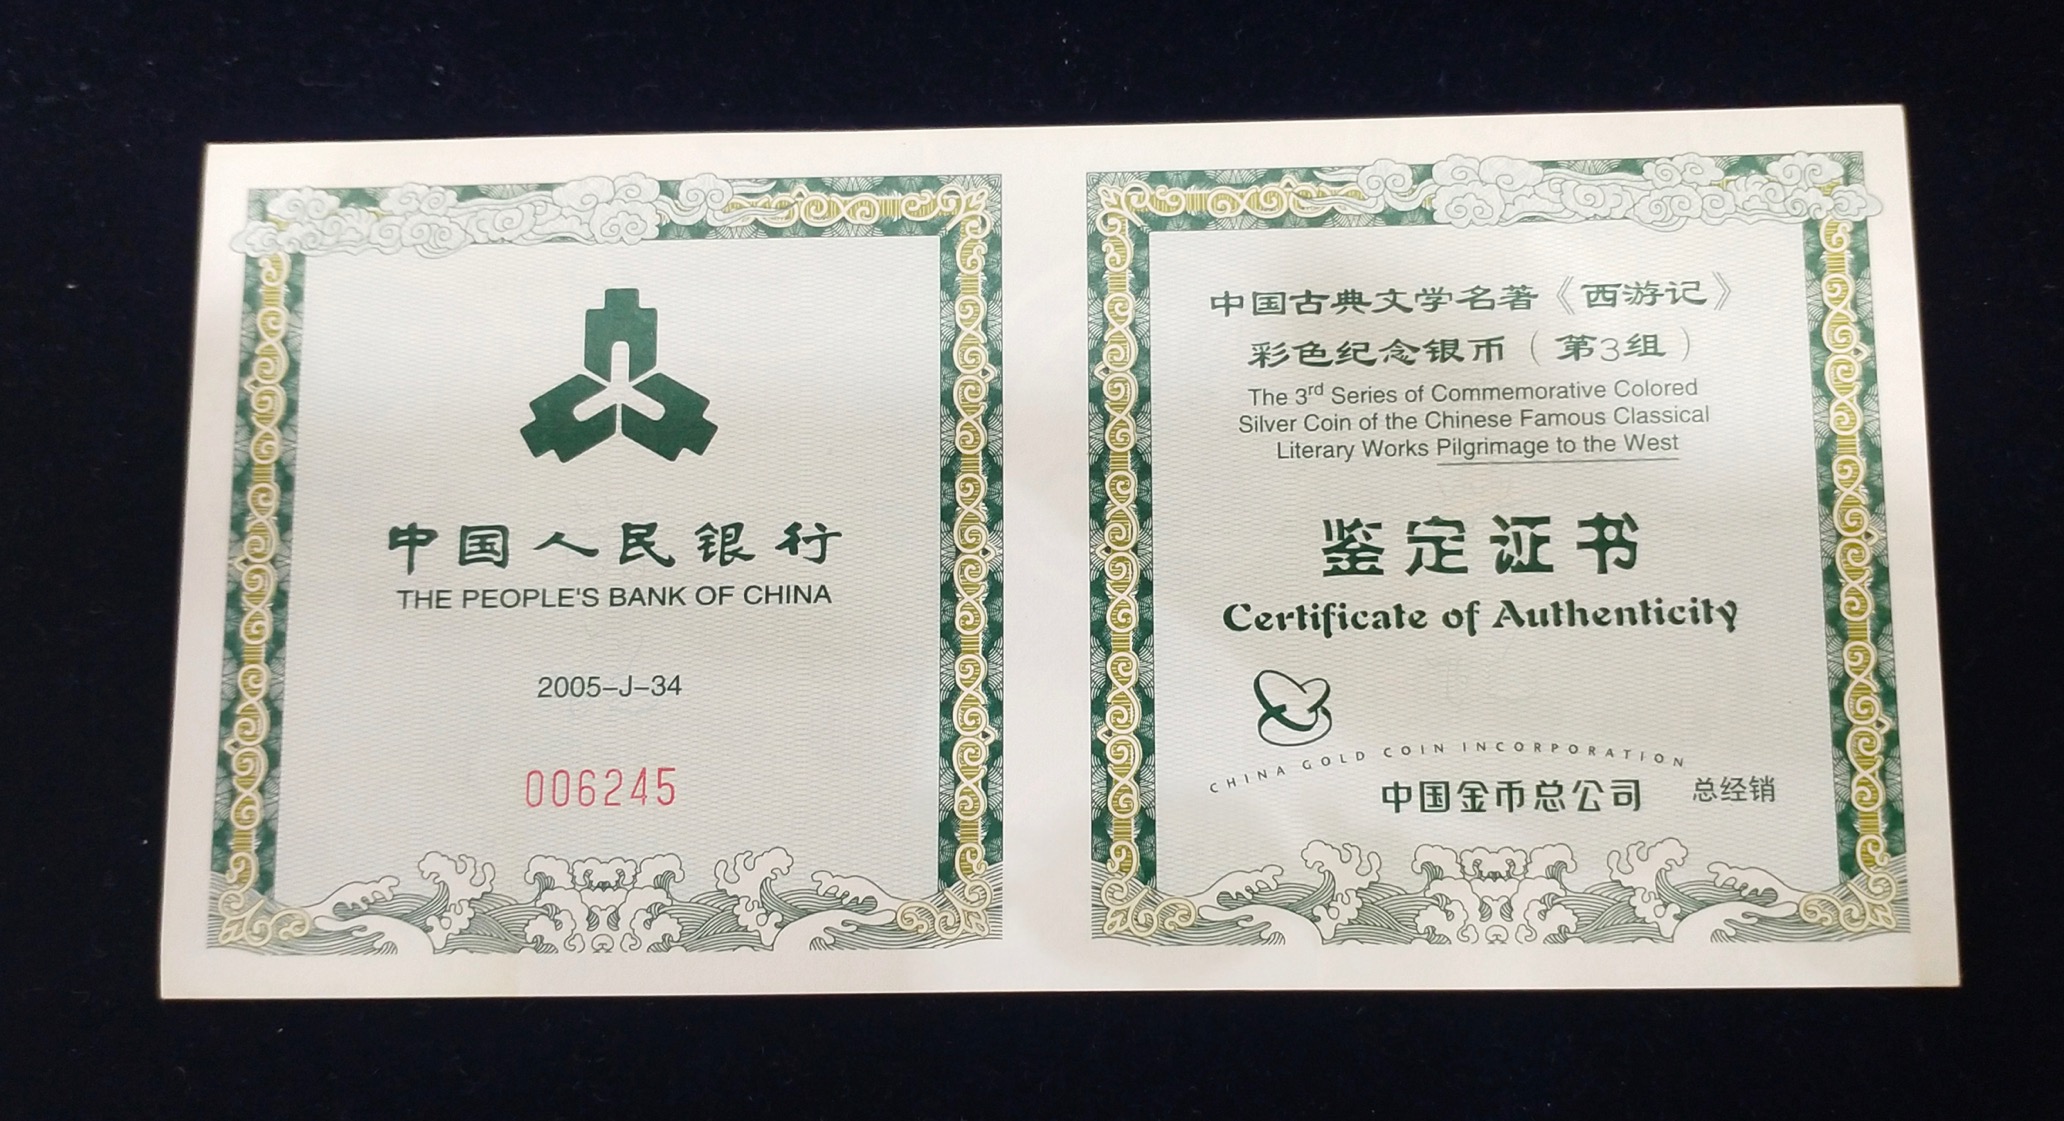 中国人民银行
THE PEOPLE'S BANK OF CHINA
2005-J-34
006245
中国古典文学名著《西游记》
彩色纪念银币（第3组）
The 3rd Series of Commemorative Colored
Silver Coin of the Chinese Famous Classical
Literary Works Pilgrimage to the West
鉴定证书
Certificate of Authenticity
CHINA GOLD COIN INCORPORATION
中国金币总公司 总经销